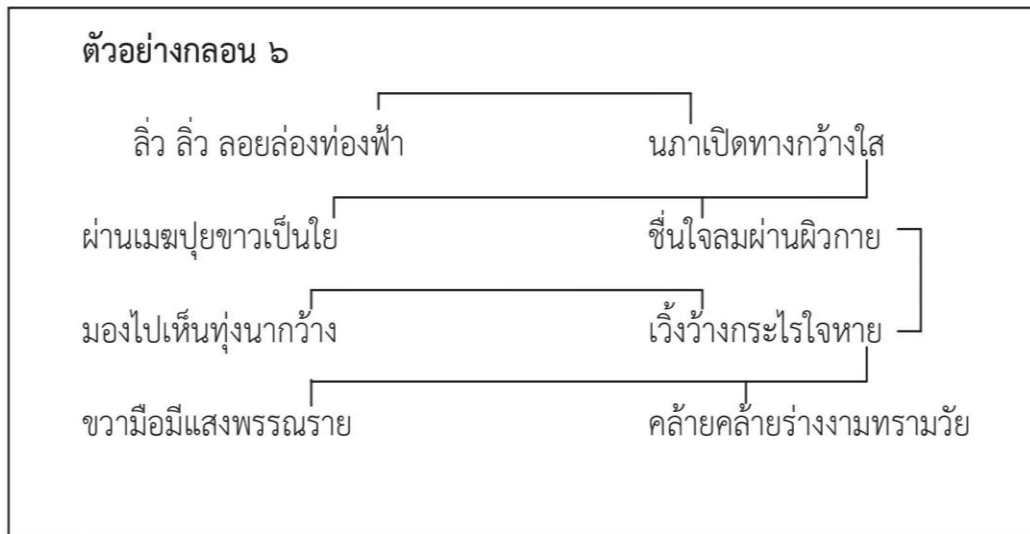 ตัวอย่างกลอน ๖
ลิ่ว ลิ่ว ลอยล่องท่องฟ้า นภาเปิดทางกว้างใส
ผ่านเมฆปุยขาวเป็นใย ชื่นใจลมผ่านผิวกาย
มองไปเห็นทุ่งนากว้าง เวิ้งว้างกระไรใจหาย
ขวามือมีแสงพรรณราย คล้ายคล้ายร่างงามทรามวัย